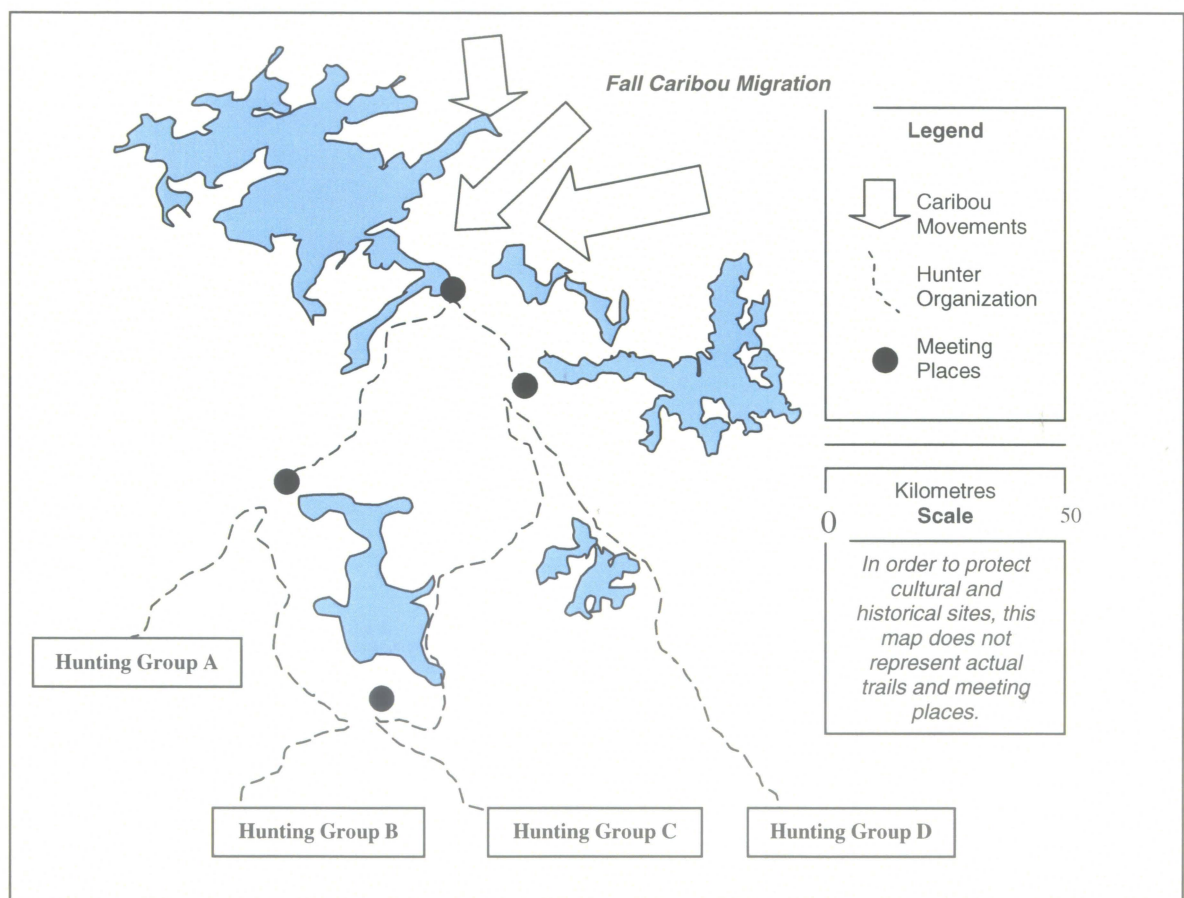 Fall Caribou Migration
Legend
Caribou
Movements
Hunter
Organization
Meeting
Places
Kilometres
Scale
0
50
In order to protect
cultural and
historical sites, this
map does not
represent actual
trails and meeting
places.
Hunting Group A
Hunting Group B
Hunting Group C
Hunting Group D